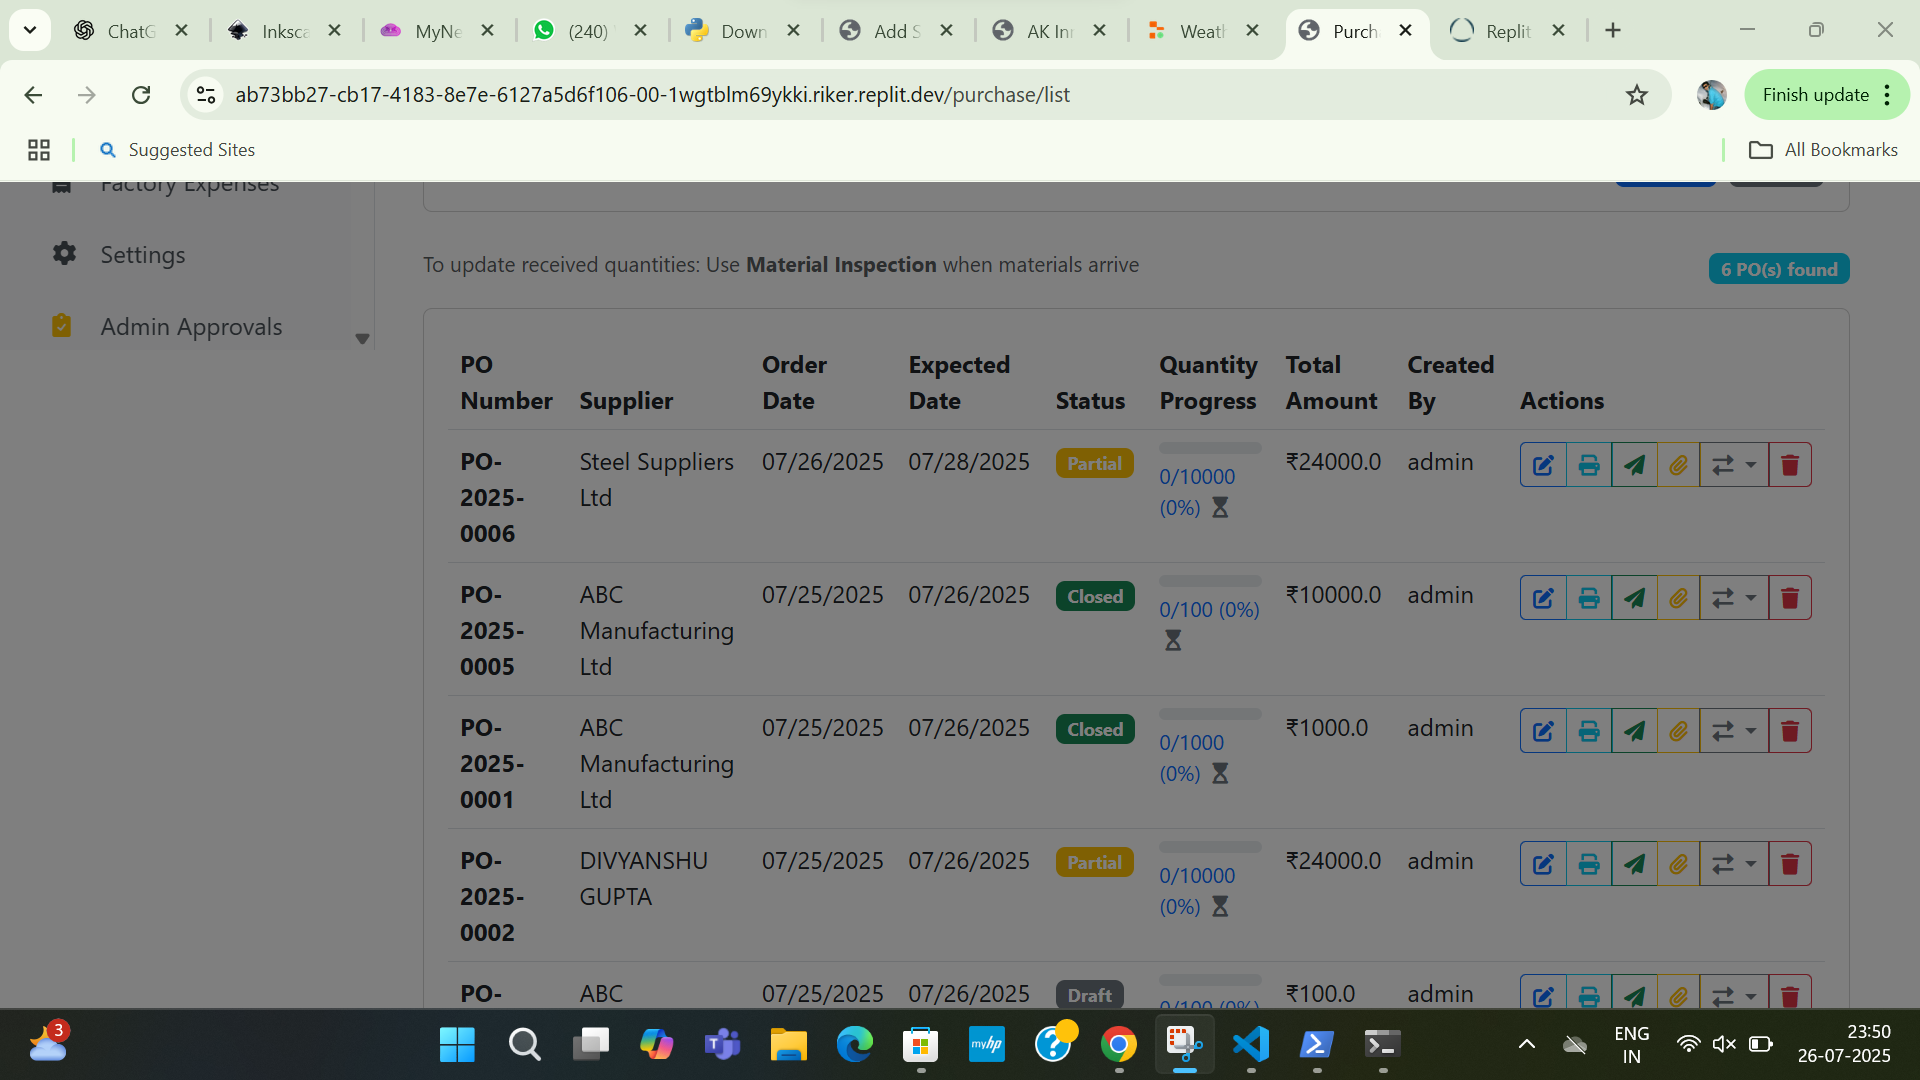 ChatG
Inksca
MyNe
(240)
Down
Add S
AK Inn
Weath
Purch
Replit
ab73bb27-cb17-4183-8e7e-6127a5d6f106-00-1wgtblm69ykki.riker.replit.dev/purchase/list
Finish update
Suggested Sites
All Bookmarks
Factory Expenses
Settings
Admin Approvals
To update received quantities: Use Material Inspection when materials arrive
6 PO(s) found
PO Number Supplier Order Date Expected Date Status Quantity Progress Total Amount Created By Actions
PO-2025-0006 Steel Suppliers Ltd 07/26/2025 07/28/2025 Partial 0/10000 (0%) ₹24000.0 admin
PO-2025-0005 ABC Manufacturing Ltd 07/25/2025 07/26/2025 Closed 0/100 (0%) ₹10000.0 admin
PO-2025-0001 ABC Manufacturing Ltd 07/25/2025 07/26/2025 Closed 0/1000 (0%) ₹1000.0 admin
PO-2025-0002 DIVYANSHU GUPTA 07/25/2025 07/26/2025 Partial 0/10000 (0%) ₹24000.0 admin
PO- ABC 07/25/2025 07/26/2025 Draft 0/100 (0%) ₹100.0 admin
3
myhp
ENG
IN
23:50
26-07-2025